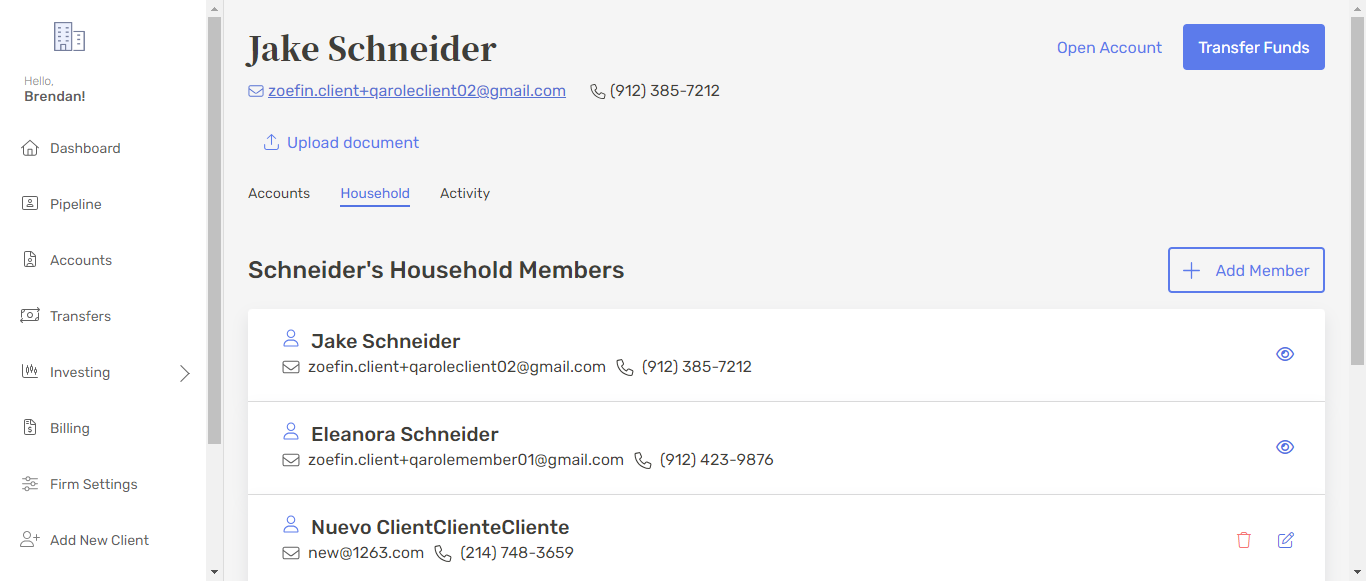 Hello,
Brendan!
Dashboard
Pipeline
Accounts
Transfers
Investing
Billing
Firm Settings
Add New Client
Jake Schneider
Open Account
Transfer Funds
zoefin.client+qaroleclient02@gmail.com (912) 385-7212
Upload document
Accounts Household Activity
Schneider's Household Members
Add Member
Jake Schneider
zoefin.client+qaroleclient02@gmail.com (912) 385-7212
Eleanora Schneider
zoefin.client+qarolemember01@gmail.com (912) 423-9876
Nuevo ClientClienteCliente
new@1263.com (214) 748-3659